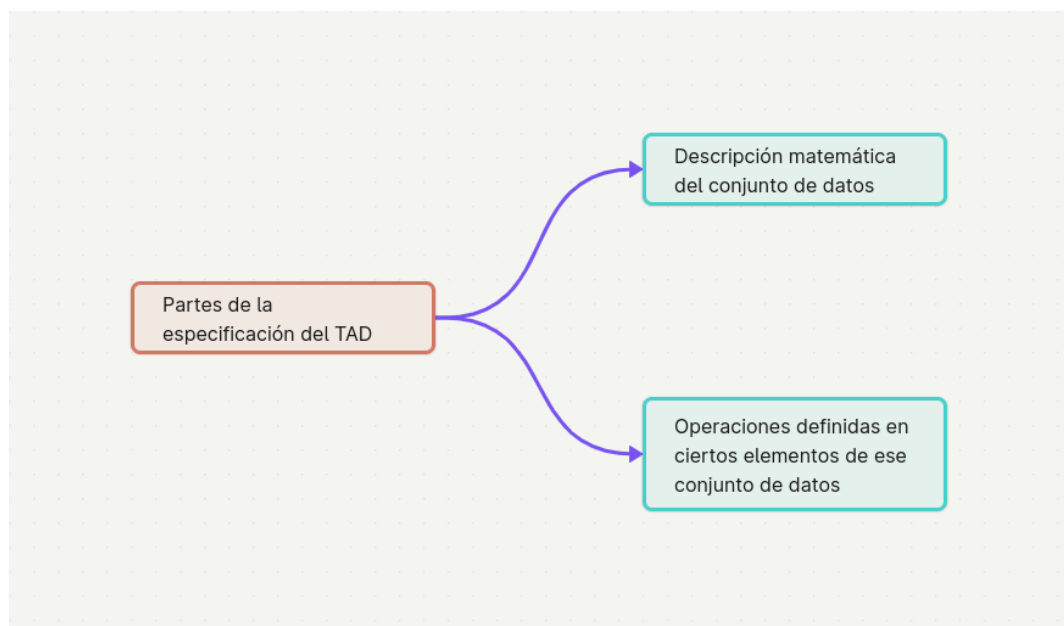 Descripción matemática
del conjunto de datos
Partes de la
especificación del TAD
Operaciones definidas en
ciertos elementos de ese
conjunto de datos